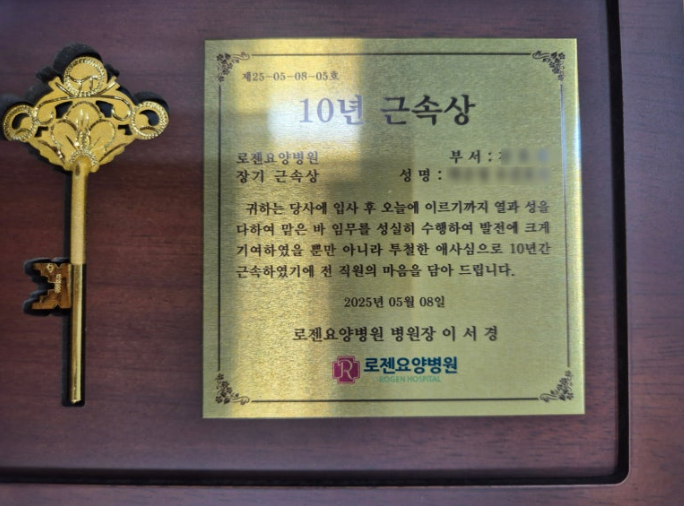 제25-05-08-05호
10년 근속상
로젠요양병원 부 서 :
장기 근속상 성 명 :
귀하는 당사에 입사 후 오늘에 이르기까지 열과 성을
다하여 맡은 바 임무를 성실히 수행하여 발전에 크게
기여하였을 뿐만 아니라 투철한 애사심으로 10년간
근속하였기에 전 직원의 마음을 담아 드립니다.
2025년 05월 08일
로젠요양병원 병원장 이 서 경
R 로젠요양병원
ROGEN HOSPITAL